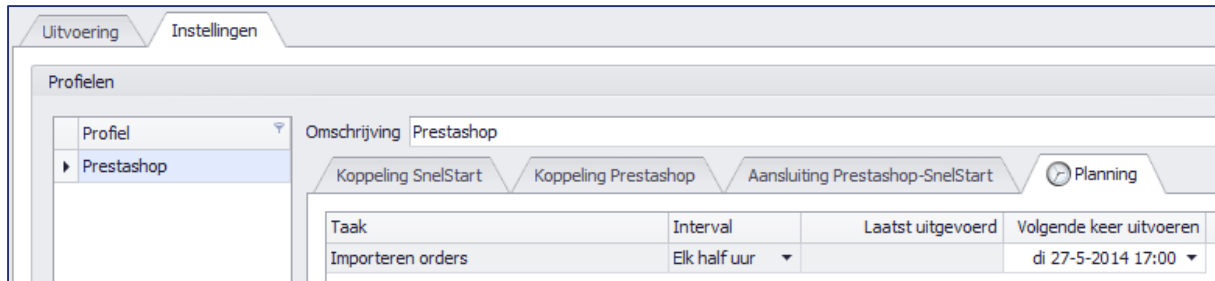 Uitvoering Instellingen
Profielen
Profiel
Prestashop
Omschrijving Prestashop
Koppeling SnelStart Koppeling Prestashop Aansluiting Prestashop-SnelStart Planning
Taak Interval Laatst uitgevoerd Volgende keer uitvoeren
Importeren orders Elk half uur di 27-5-2014 17:00